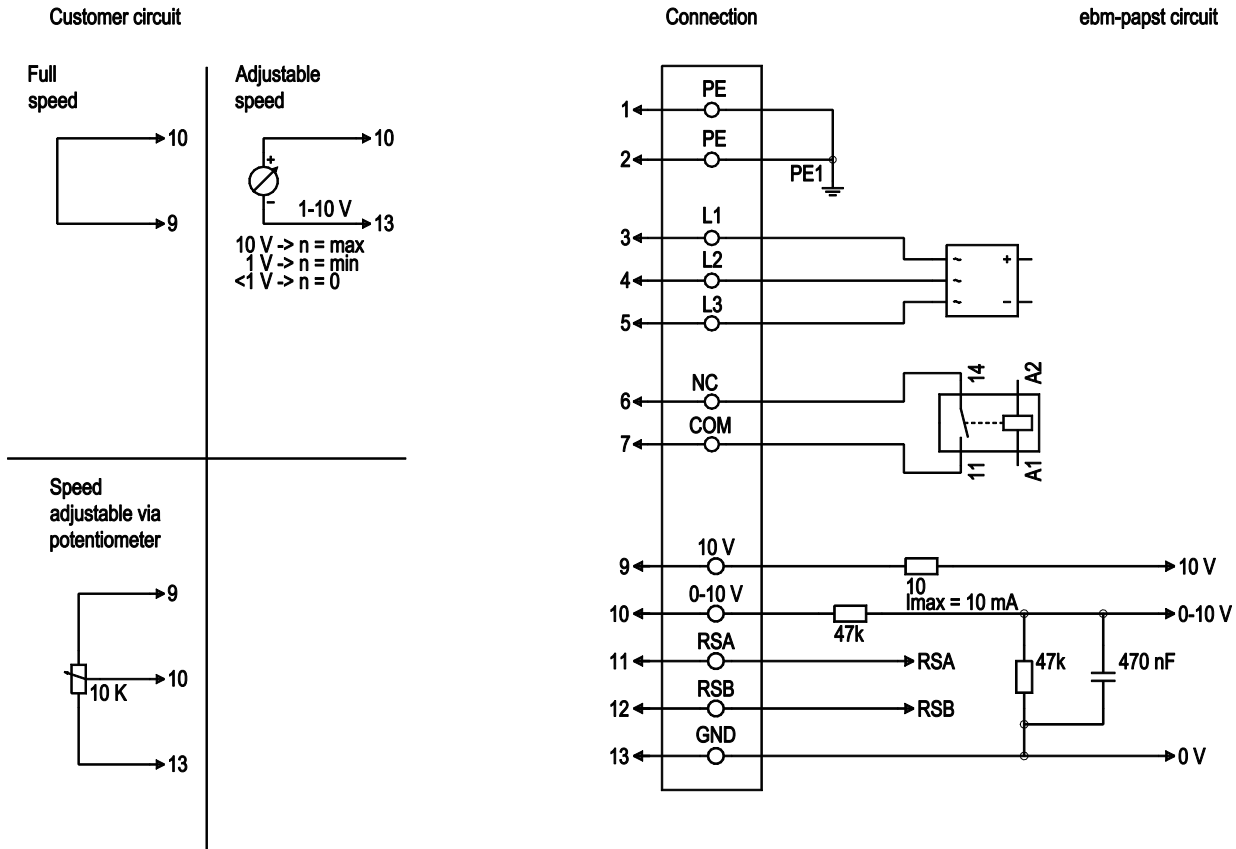 Customer circuit
Connection
ebm-papst circuit
Full
speed
10
9
Adjustable
speed
10
+
–
1-10 V
13
10 V -> n = max
1 V -> n = min
<1 V -> n = 0
Speed
adjustable via
potentiometer
9
10
10 K
13
1
PE
2
PE
PE1
3
L1
4
L2
5
L3
~
+
~
~
–
6
NC
7
COM
14
A2
11
A1
9
10 V
10
Imax = 10 mA
10 V
10
0-10 V
47k
0-10 V
11
RSA
RSA
47k
470 nF
12
RSB
RSB
13
GND
0 V